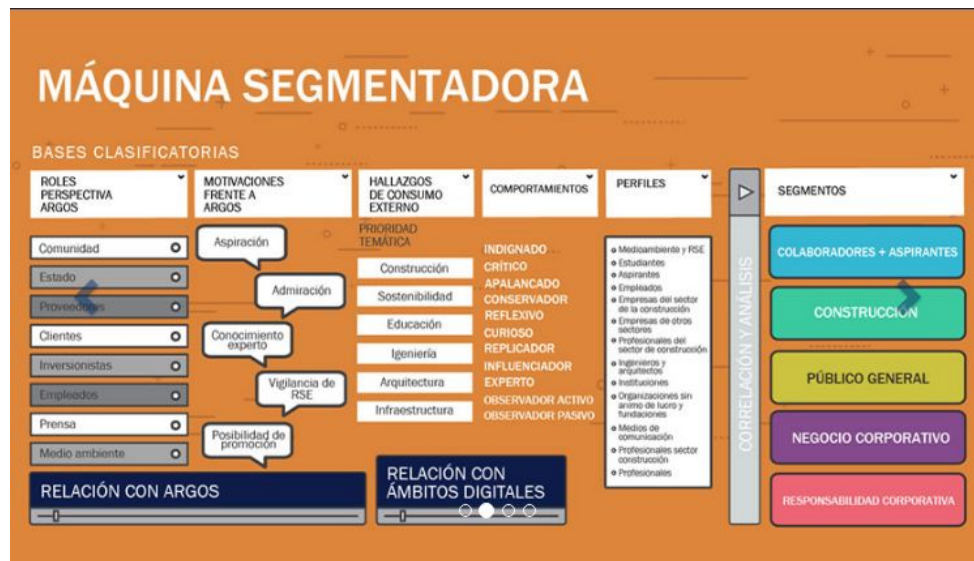 MÁQUINA SEGMENTADORA
BASES CLASIFICATORIAS
ROLES
PERSPECTIVA
ARGOS
Comunidad
Estado
Proveedores
Clientes
Inversionistas
Empleados
Prensa
Medio ambiente
MOTIVACIONES
FRENTE A
ARGOS
Aspiración
Admiración
Conocimiento
experto
Vigilancia de
RSE
Posibilidad de
promoción
RELACIÓN CON ARGOS
HALLAZGOS
DE CONSUMO
EXTERNO
PRIORIDAD
TEMÁTICA
Construcción
Sostenibilidad
Educación
Igeniería
Arquitectura
Infraestructura
COMPORTAMIENTOS
INDIGNADO
CRÍTICO
APALANCADO
CONSERVADOR
REFLEXIVO
CURIOSO
REPLICADOR
INFLUENCIADOR
EXPERTO
OBSERVADOR ACTIVO
OBSERVADOR PASIVO
RELACIÓN CON
ÁMBITOS DIGITALES
PERFILES
Medioambiente y RSE
Estudiantes
Aspirantes
Empleados
Empresas del sector
de la construcción
Empresas de otros
sectores
Profesionales del
sector de construcción
Ingenieros y
arquitectos
Instituciones
Organizaciones sin
animo de lucro y
fundaciones
Medios de
comunicación
Profesionales sector
construcción
Profesionales
CORRELACIÓN Y ANÁLISIS
SEGMENTOS
COLABORADORES + ASPIRANTES
CONSTRUCCIÓN
PÚBLICO GENERAL
NEGOCIO CORPORATIVO
RESPONSABILIDAD CORPORATIVA